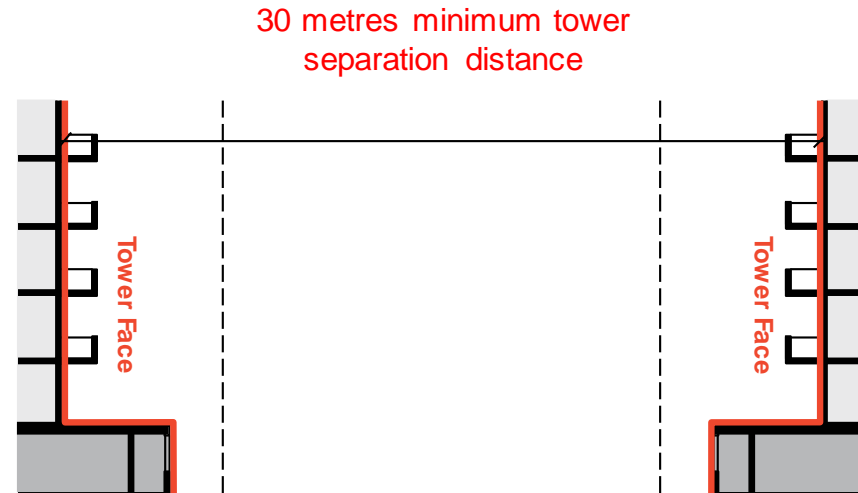 30 metres minimum tower
separation distance
Tower Face
Tower Face